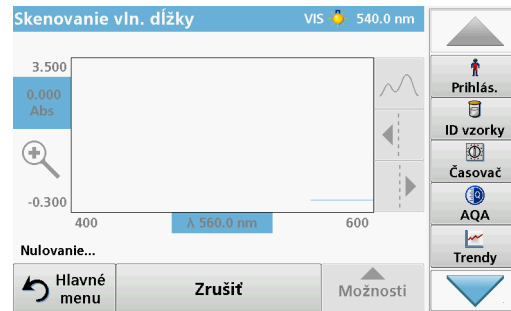 Skenovanie vln. dĺžky
VIS 540.0 nm
3.500
0.000
Abs
-0.300
400
λ 560.0 nm
600
Nulovanie...
Hlavné
menu
Zrušiť
Možnosti
Prihlás.
ID vzorky
Časovač
AQA
Trendy